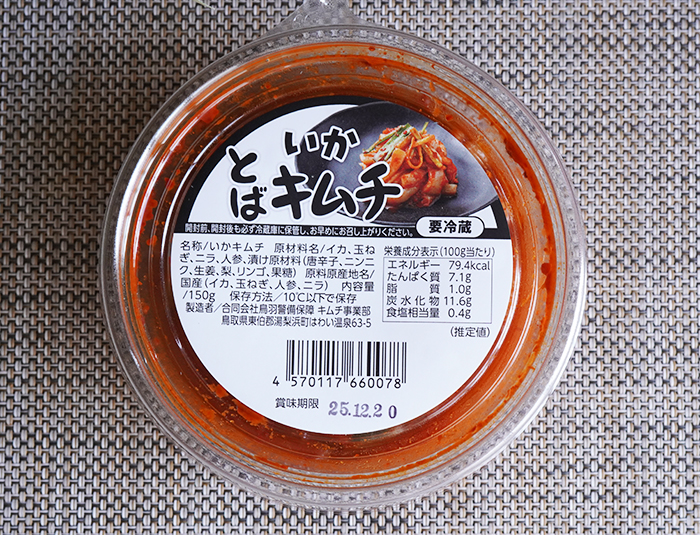 とば
いか
キムチ
要冷蔵
開封前、開封後も必ず冷蔵庫に保管し、お早めにお召し上がりください。
名称/いかキムチ 原材料名/イカ、玉ね
ぎ、ニラ、人参、漬け原材料(唐辛子、ニンニ
ク、生姜、梨、リンゴ、果糖) 原料原産地名/
国産(イカ、玉ねぎ、人参、ニラ) 内容量
/150g 保存方法/10℃以下で保存
製造者/合同会社鳥羽警備保障 キムチ事業部
鳥取県東伯郡湯梨浜町はわい温泉63-5
栄養成分表示(100g当たり)
エネルギー 79.4kcal
たんぱく質 7.1g
脂質 1.0g
炭水化物 11.6g
食塩相当量 0.4g
(推定値)
4 570117 660078
賞味期限 25.12.20